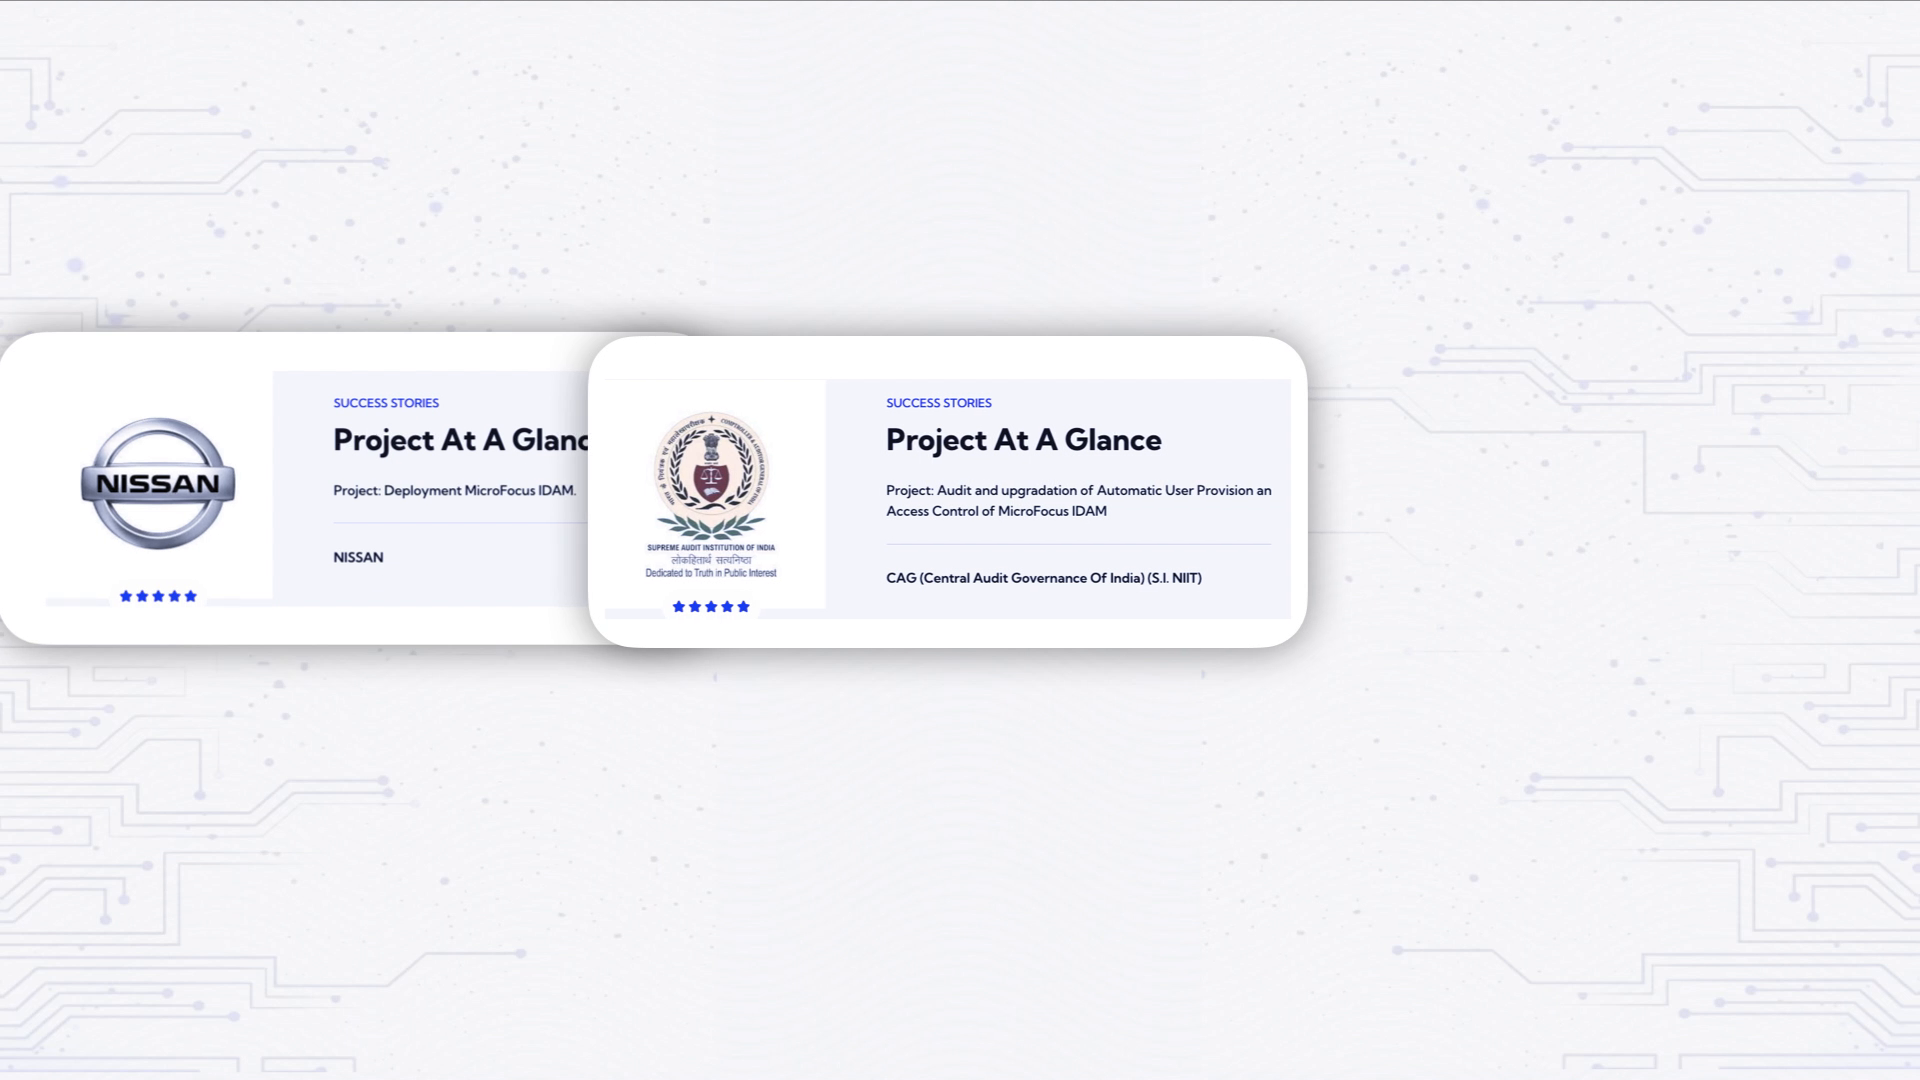 NISSAN
SUCCESS STORIES
Project At A Glanc
Project: Deployment MicroFocus IDAM.
NISSAN
SUPREME AUDIT INSTITUTION OF INDIA
लोकहितार्थ सत्यनिष्ठा
Dedicated to Truth in Public Interest
SUCCESS STORIES
Project At A Glance
Project: Audit and upgradation of Automatic User Provision an
Access Control of MicroFocus IDAM
CAG (Central Audit Governance Of India) (S.I. NIIT)